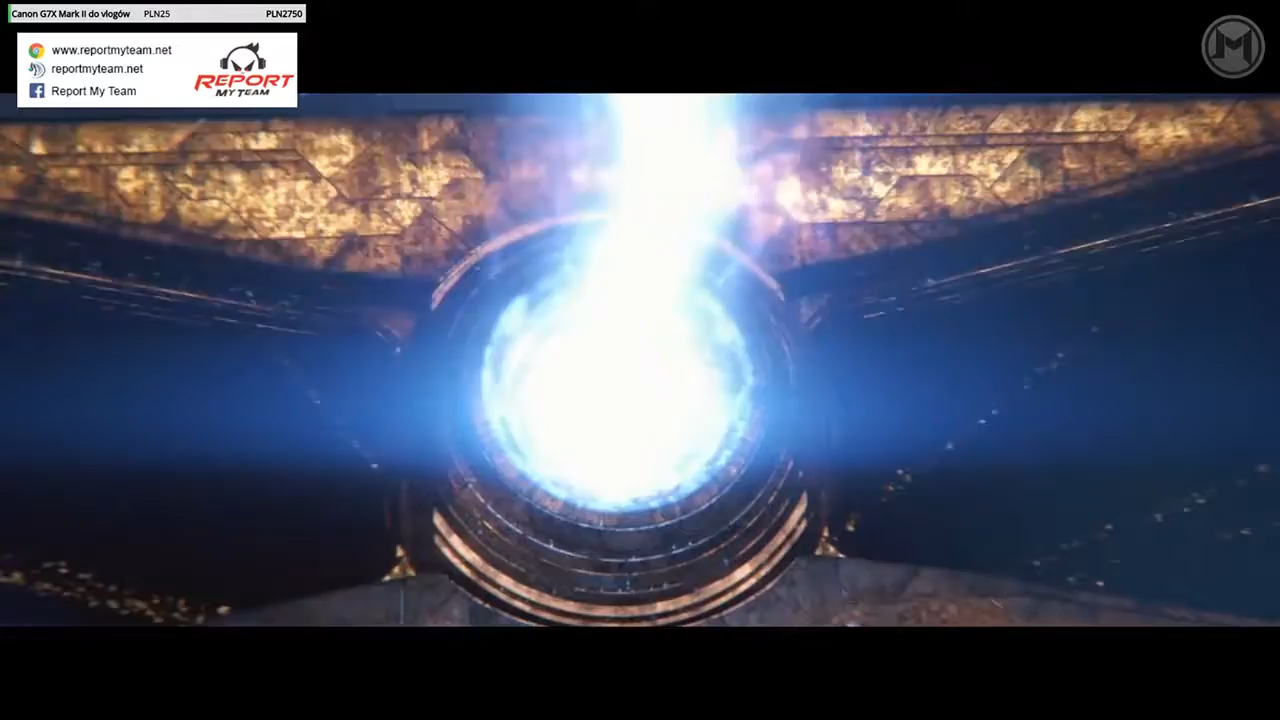 Canon G7X Mark II do vlogów PLN25 PLN2750
www.reportmyteam.net
reportmyteam.net
Report My Team
REPORT
MY TEAM